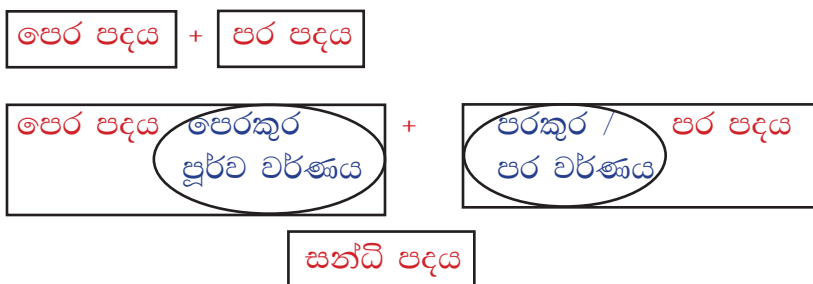 පෙර පදය + පර පදය
පෙර පදය පෙරකුර + පරකුර / පර පදය
පූර්ව වර්ණය පර වර්ණය
සන්ධි පදය